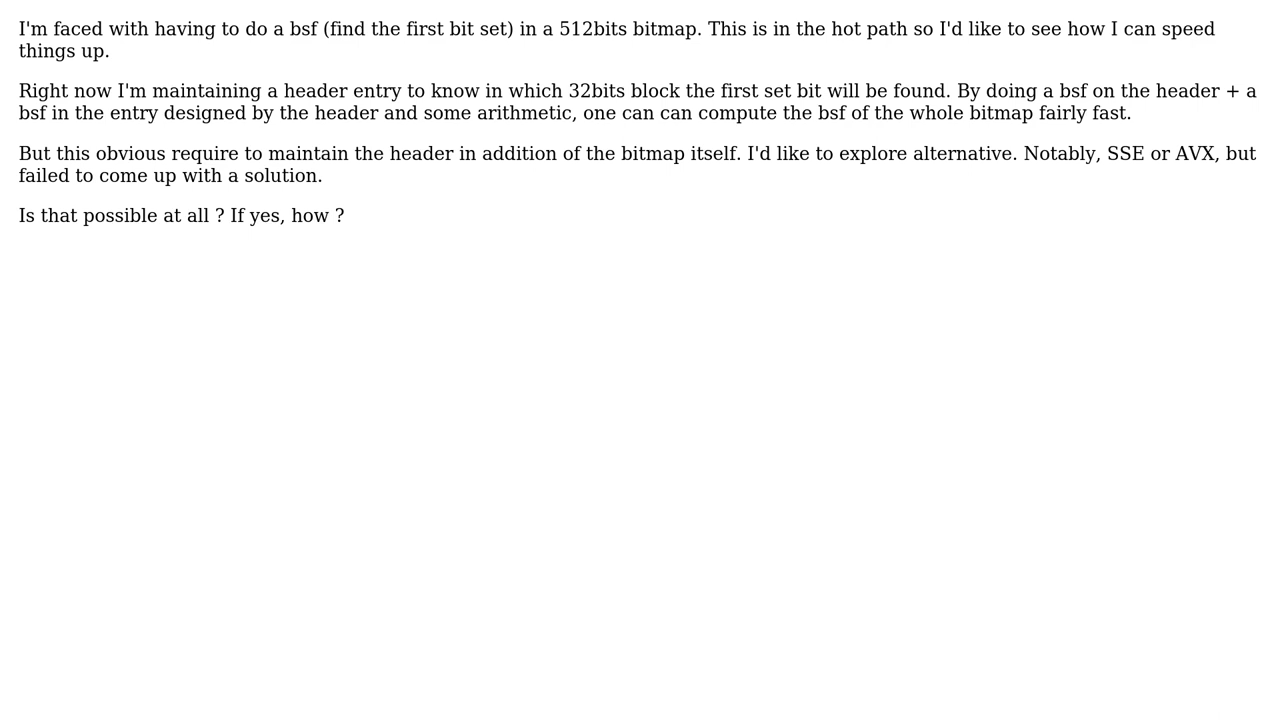 I'm faced with having to do a bsf (find the first bit set) in a 512bits bitmap. This is in the hot path so I'd like to see how I can speed
things up.
Right now I'm maintaining a header entry to know in which 32bits block the first set bit will be found. By doing a bsf on the header + a
bsf in the entry designed by the header and some arithmetic, one can can compute the bsf of the whole bitmap fairly fast.
But this obvious require to maintain the header in addition of the bitmap itself. I'd like to explore alternative. Notably, SSE or AVX, but
failed to come up with a solution.
Is that possible at all ? If yes, how ?